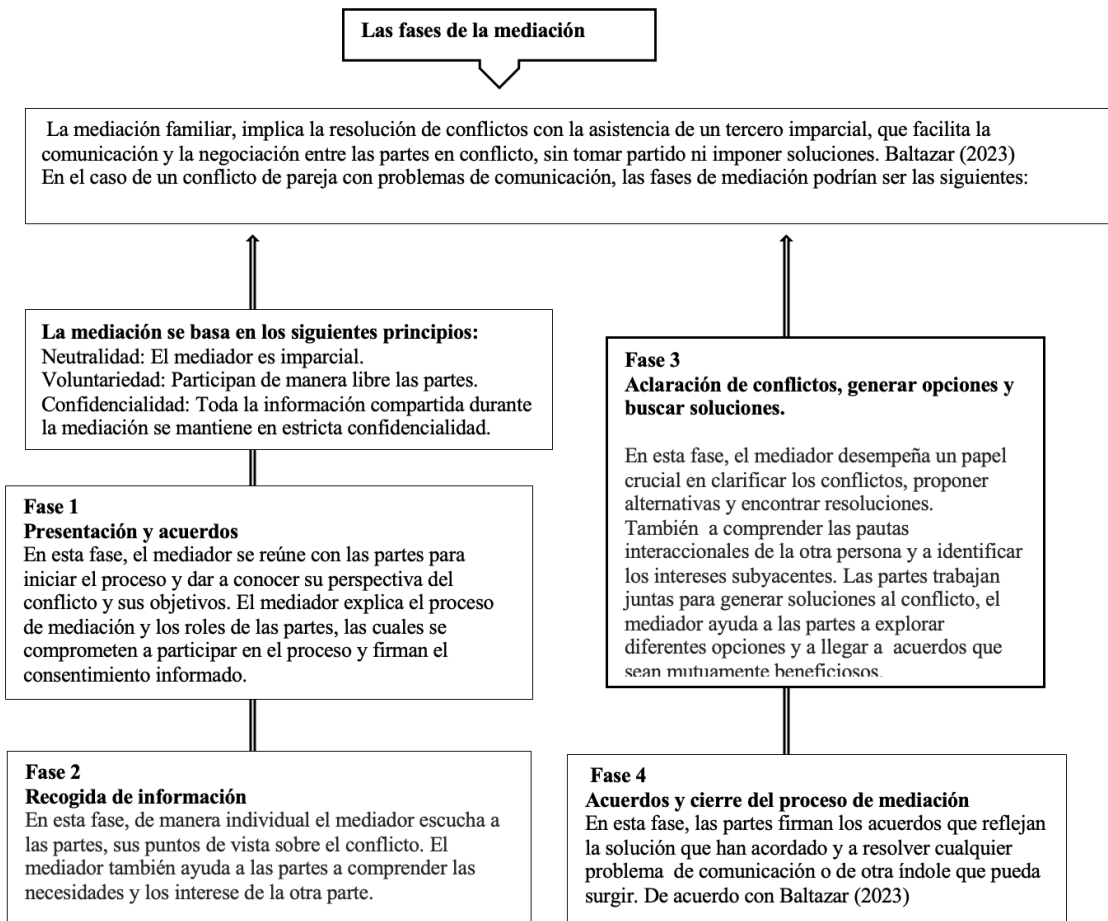 Las fases de la mediación
La mediación familiar, implica la resolución de conflictos con la asistencia de un tercero imparcial, que facilita la
comunicación y la negociación entre las partes en conflicto, sin tomar partido ni imponer soluciones. Baltazar (2023)
En el caso de un conflicto de pareja con problemas de comunicación, las fases de mediación podrían ser las siguientes:
La mediación se basa en los siguientes principios:
Neutralidad: El mediador es imparcial.
Voluntariedad: Participan de manera libre las partes.
Confidencialidad: Toda la información compartida durante
la mediación se mantiene en estricta confidencialidad.
Fase 1
Presentación y acuerdos
En esta fase, el mediador se reúne con las partes para
iniciar el proceso y dar a conocer su perspectiva del
conflicto y sus objetivos. El mediador explica el proceso
de mediación y los roles de las partes, las cuales se
comprometen a participar en el proceso y firman el
consentimiento informado.
Fase 2
Recogida de información
En esta fase, de manera individual el mediador escucha a
las partes, sus puntos de vista sobre el conflicto. El
mediador también ayuda a las partes a comprender las
necesidades y los interese de la otra parte.
Fase 3
Aclaración de conflictos, generar opciones y
buscar soluciones.
En esta fase, el mediador desempeña un papel
crucial en clarificar los conflictos, proponer
alternativas y encontrar resoluciones.
También a comprender las pautas
interaccionales de la otra persona y a identificar
los intereses subyacentes. Las partes trabajan
juntas para generar soluciones al conflicto, el
mediador ayuda a las partes a explorar
diferentes opciones y a llegar a acuerdos que
sean mutuamente beneficiosos.
Fase 4
Acuerdos y cierre del proceso de mediación
En esta fase, las partes firman los acuerdos que reflejan
la solución que han acordado y a resolver cualquier
problema de comunicación o de otra índole que pueda
surgir. De acuerdo con Baltazar (2023)